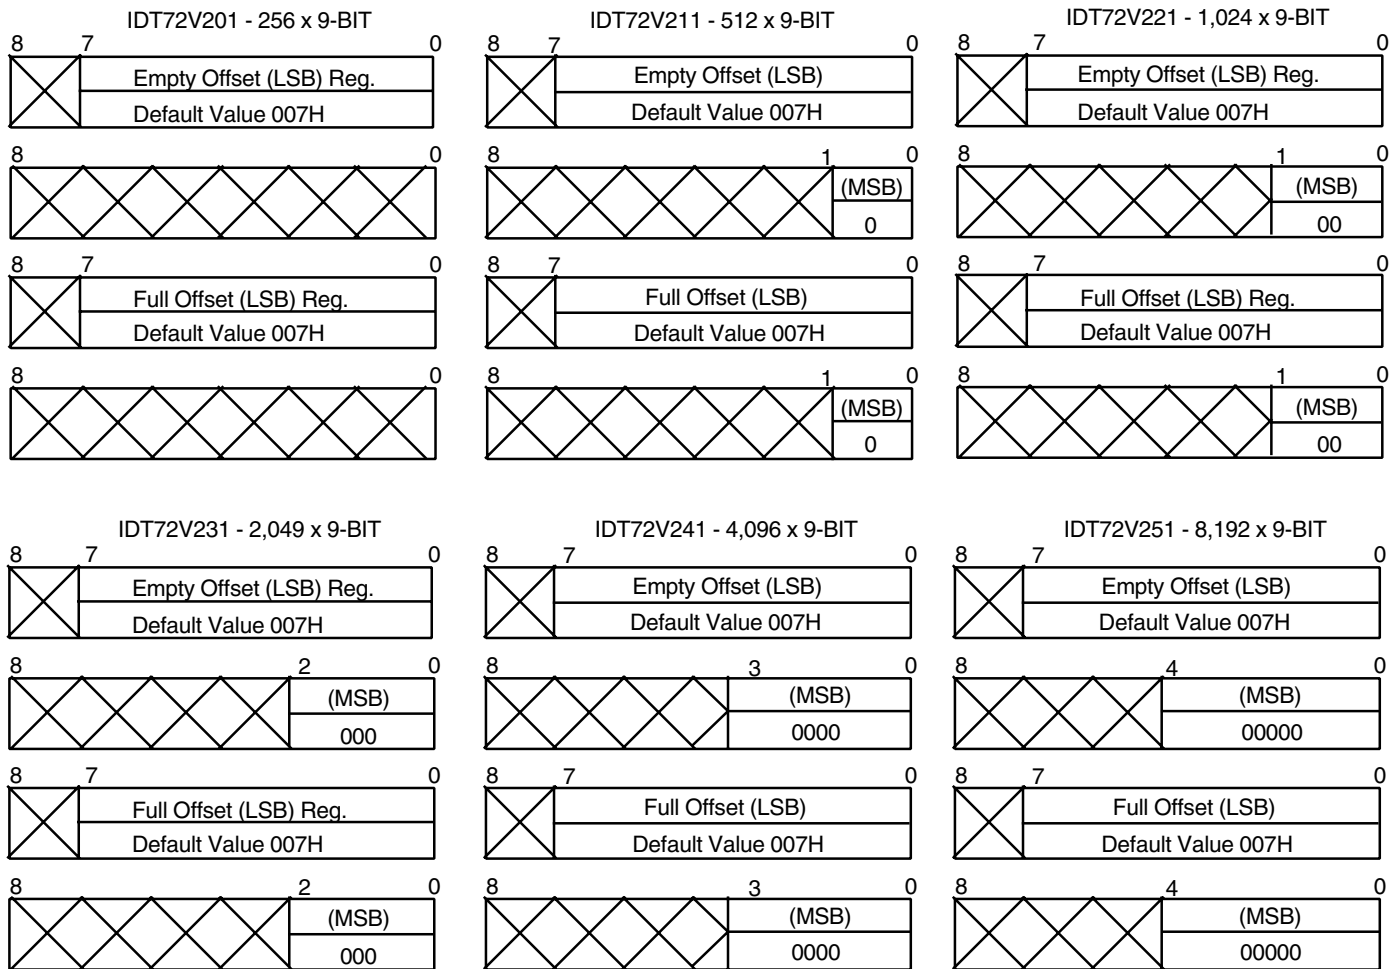 IDT72V201 - 256 x 9-BIT
8 7 0
Empty Offset (LSB) Reg.
Default Value 007H
8 0
8 7 0
Full Offset (LSB) Reg.
Default Value 007H
8 0
IDT72V211 - 512 x 9-BIT
8 7 0
Empty Offset (LSB)
Default Value 007H
8 1 0
(MSB)
0
8 7 0
Full Offset (LSB)
Default Value 007H
8 1 0
(MSB)
0
IDT72V221 - 1,024 x 9-BIT
8 7 0
Empty Offset (LSB) Reg.
Default Value 007H
8 1 0
(MSB)
00
8 7 0
Full Offset (LSB) Reg.
Default Value 007H
8 1 0
(MSB)
00
IDT72V231 - 2,049 x 9-BIT
8 7 0
Empty Offset (LSB) Reg.
Default Value 007H
8 2 0
(MSB)
000
8 7 0
Full Offset (LSB) Reg.
Default Value 007H
8 2 0
(MSB)
000
IDT72V241 - 4,096 x 9-BIT
8 7 0
Empty Offset (LSB)
Default Value 007H
8 3 0
(MSB)
0000
8 7 0
Full Offset (LSB)
Default Value 007H
8 3 0
(MSB)
0000
IDT72V251 - 8,192 x 9-BIT
8 7 0
Empty Offset (LSB)
Default Value 007H
8 4 0
(MSB)
00000
8 7 0
Full Offset (LSB)
Default Value 007H
8 4 0
(MSB)
00000